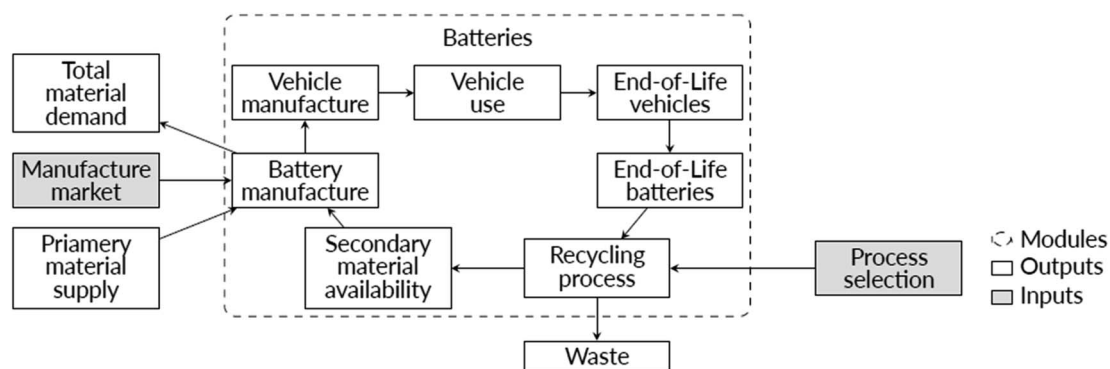 Batteries
Total
material
demand
Vehicle
manufacture
Vehicle
use
End-of-Life
vehicles
Manufacture
market
Battery
manufacture
End-of-Life
batteries
Priamery
material
supply
Secondary
material
availability
Recycling
process
Process
selection
Modules
Outputs
Inputs
Waste